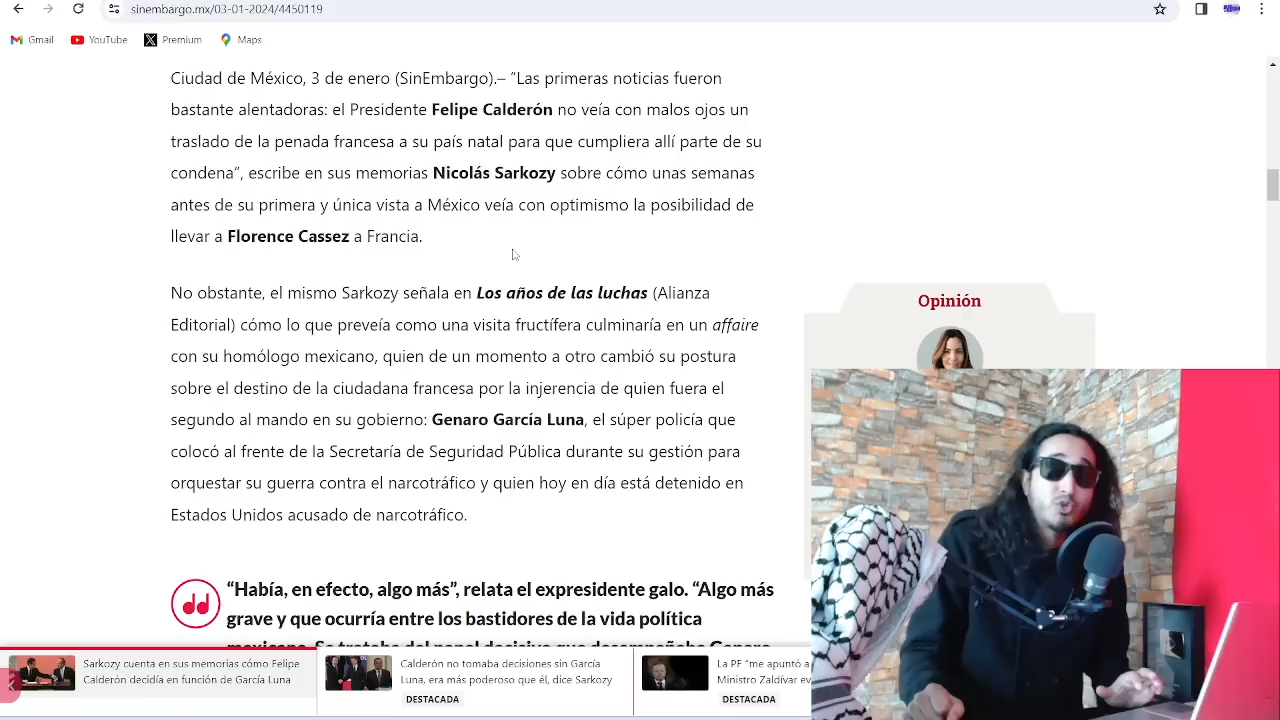 sinembargo.mx/03-01-2024/4450119
Gmail YouTube Premium Maps
Ciudad de México, 3 de enero (SinEmbargo).– “Las primeras noticias fueron
bastante alentadoras: el Presidente Felipe Calderón no veía con malos ojos un
traslado de la penada francesa a su país natal para que cumpliera allí parte de su
condena”, escribe en sus memorias Nicolás Sarkozy sobre cómo unas semanas
antes de su primera y única vista a México veía con optimismo la posibilidad de
llevar a Florence Cassez a Francia.
No obstante, el mismo Sarkozy señala en Los años de las luchas (Alianza
Editorial) cómo lo que preveía como una visita fructífera culminaría en un affaire
con su homólogo mexicano, quien de un momento a otro cambió su postura
sobre el destino de la ciudadana francesa por la injerencia de quien fuera el
segundo al mando en su gobierno: Genaro García Luna, el súper policía que
colocó al frente de la Secretaría de Seguridad Pública durante su gestión para
orquestar su guerra contra el narcotráfico y quien hoy en día está detenido en
Estados Unidos acusado de narcotráfico.
“Había, en efecto, algo más”, relata el expresidente galo. “Algo más
grave y que ocurría entre los bastidores de la vida política
mexicana. Se trataba del papel decisivo que desempeñaba Genaro
Opinión
Sarkozy cuenta en sus memorias cómo Felipe
Calderón decidía en función de García Luna
Calderón no tomaba decisiones sin García
Luna, era más poderoso que él, dice Sarkozy
DESTACADA
La PF “me apuntó a
Ministro Zaldívar ev
DESTACADA